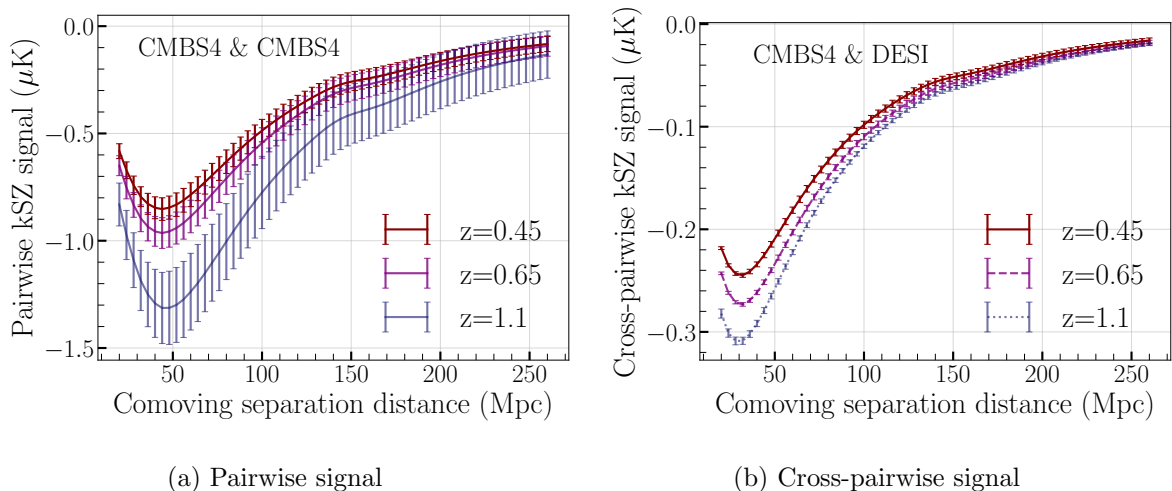 CMBS4 & CMBS4
0.0
−0.5
−1.0
−1.5
Pairwise kSZ signal (μK)
z=0.45
z=0.65
z=1.1
50
100
150
200
250
Comoving separation distance (Mpc)
(a) Pairwise signal
CMBS4 & DESI
0.0
−0.1
−0.2
−0.3
Cross-pairwise kSZ signal (μK)
z=0.45
z=0.65
z=1.1
50
100
150
200
250
Comoving separation distance (Mpc)
(b) Cross-pairwise signal